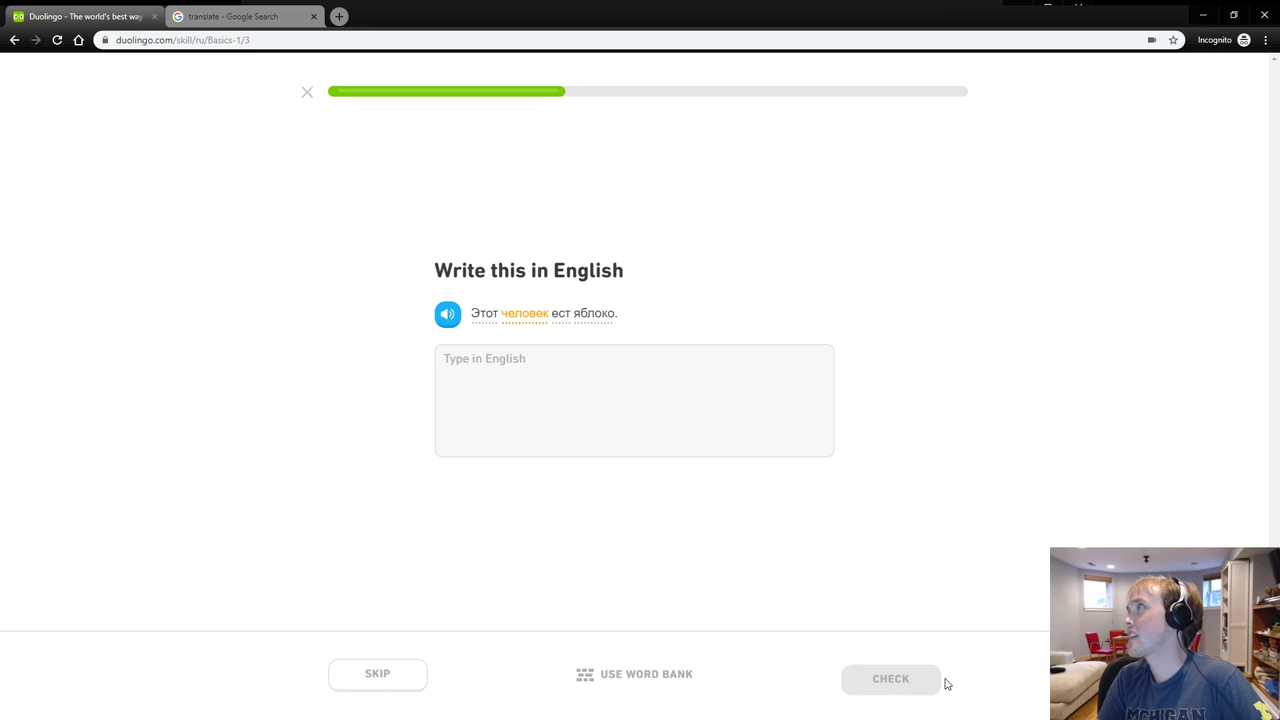 Duolingo - The world's best way
translate - Google Search
duolingo.com/skill/ru/Basics-1/3
Incognito
Write this in English
Этот человек ест яблоко.
Type in English
SKIP
USE WORD BANK
CHECK
MICHIGAN